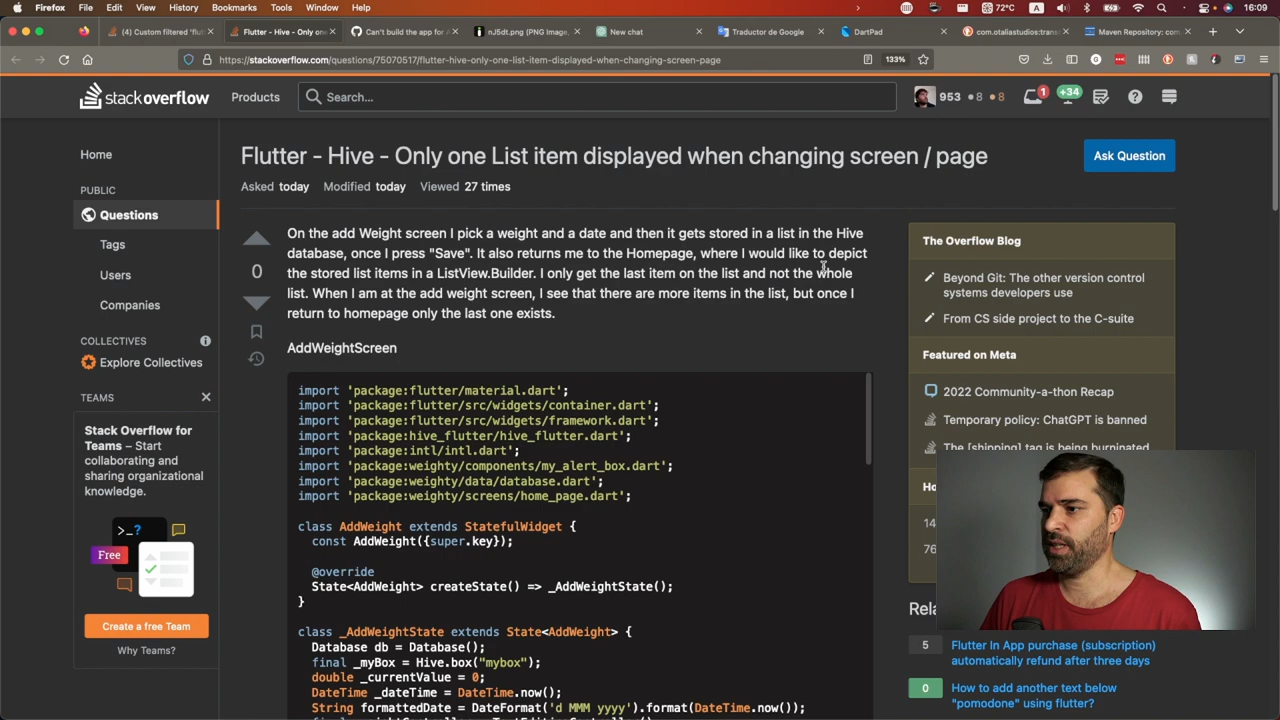 Firefox File Edit View History Bookmarks Tools Window Help
72°C A 16:09
(4) Custom filtered 'flutter
Flutter - Hive - Only one
Can't build the app for A
nJ5dt.png (PNG Image,
New chat
Traductor de Google
DartPad
com.otaliastudios:trans
Maven Repository: com.
https://stackoverflow.com/questions/75070517/flutter-hive-only-one-list-item-displayed-when-changing-screen-page
133%
stackoverflow
Products
Search...
953 8 8
1
+34
Home
PUBLIC
Questions
Tags
Users
Companies
COLLECTIVES
Explore Collectives
TEAMS
Stack Overflow for
Teams – Start
collaborating and
sharing organizational
knowledge.
>_?
Free
Create a free Team
Why Teams?
Flutter - Hive - Only one List item displayed when changing screen / page
Ask Question
Asked today Modified today Viewed 27 times
0
On the add Weight screen I pick a weight and a date and then it gets stored in a list in the Hive
database, once I press "Save". It also returns me to the Homepage, where I would like to depict
the stored list items in a ListView.Builder. I only get the last item on the list and not the whole
list. When I am at the add weight screen, I see that there are more items in the list, but once I
return to homepage only the last one exists.
AddWeightScreen
import 'package:flutter/material.dart';
import 'package:flutter/src/widgets/container.dart';
import 'package:flutter/src/widgets/framework.dart';
import 'package:hive_flutter/hive_flutter.dart';
import 'package:intl/intl.dart';
import 'package:weighty/components/my_alert_box.dart';
import 'package:weighty/data/database.dart';
import 'package:weighty/screens/home_page.dart';
class AddWeight extends StatefulWidget {
const AddWeight({super.key});
@override
State<AddWeight> createState() => _AddWeightState();
}
class _AddWeightState extends State<AddWeight> {
Database db = Database();
final _myBox = Hive.box("mybox");
double _currentValue = 0;
DateTime _dateTime = DateTime.now();
String formattedDate = DateFormat('d MMM yyyy').format(DateTime.now());
The Overflow Blog
Beyond Git: The other version control
systems developers use
From CS side project to the C-suite
Featured on Meta
2022 Community-a-thon Recap
Temporary policy: ChatGPT is banned
The [shipping] tag is being burninated
Ho
14
76
Rela
5
Flutter In App purchase (subscription)
automatically refund after three days
0
How to add another text below
"pomodone" using flutter?